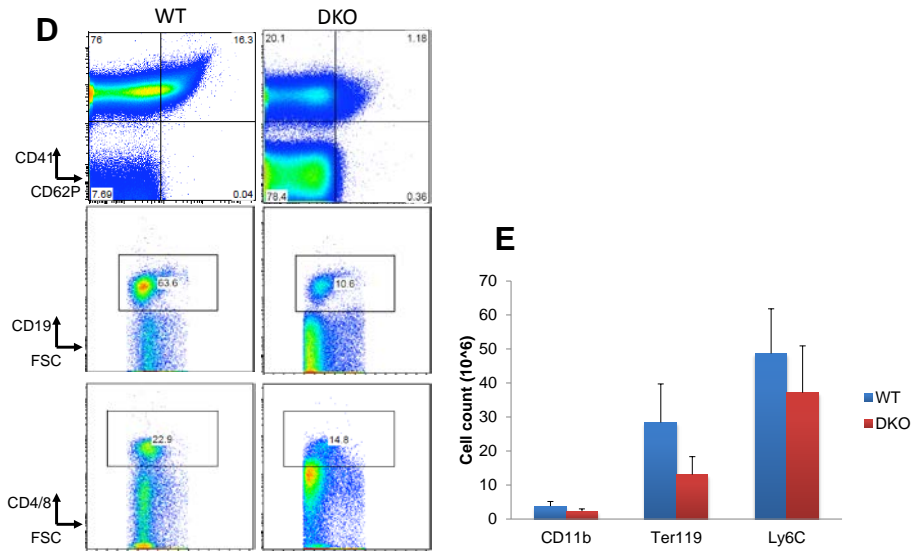 D
WT
DKO
76
16.3
7.69
0.04
CD41
CD62P
20.1
1.18
78.4
0.36
63.6
10.6
CD19
FSC
22.9
14.8
CD4/8
FSC
E
Cell count (10^6)
70
60
50
40
30
20
10
0
CD11b
Ter119
Ly6C
WT
DKO